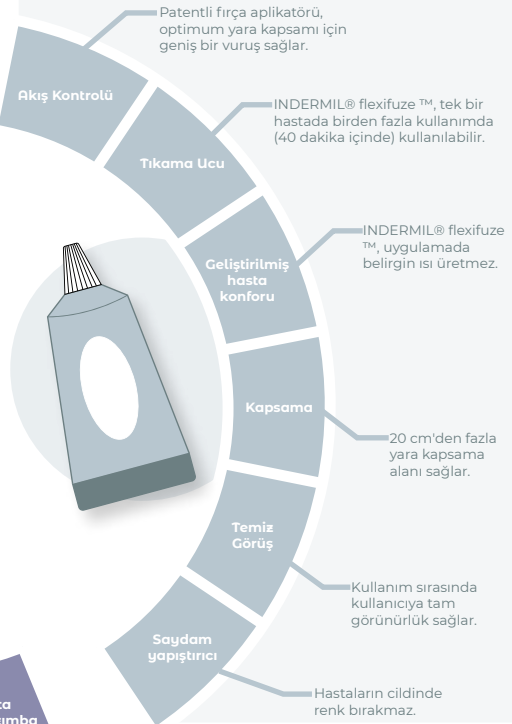 Patentli fırça aplikatörü,
optimum yara kapsamı için
geniş bir vuruş sağlar.
Akış Kontrolü
INDERMIL® flexifuze ™, tek bir
hastada birden fazla kullanımda
(40 dakika içinde) kullanılabilir.
Tıkama Ucu
INDERMIL® flexifuze
™, uygulamada
belirgin ısı üretmez.
Geliştirilmiş
hasta
konforu
Kapsama
20 cm'den fazla
yara kapsama
alanı sağlar.
Temiz
Görüş
Kullanım sırasında
kullanıcıya tam
görünürlük sağlar.
Saydam
yapıştırıcı
Hastaların cildinde
renk bırakmaz.